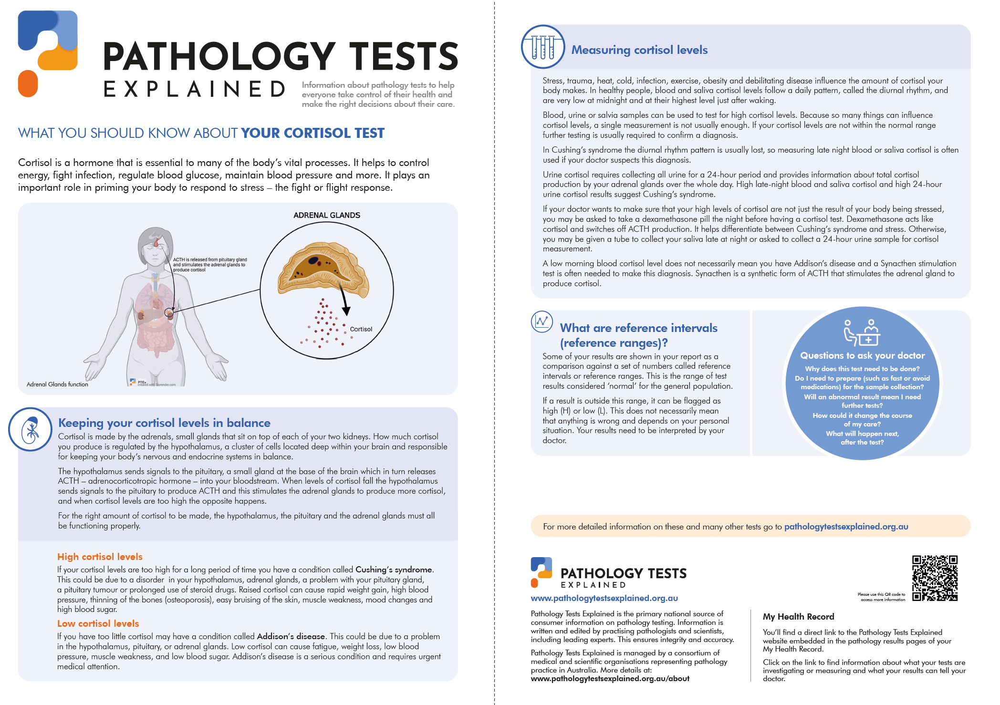 PATHOLOGY TESTS
EXPLAINED
Information about pathology tests to help
everyone take control of their health and
make the right decisions about their care.
WHAT YOU SHOULD KNOW ABOUT YOUR CORTISOL TEST
Cortisol is a hormone that is essential to many of the body's vital processes. It helps to control
energy, fight infection, regulate blood glucose, maintain blood pressure and more. It plays an
important role in priming your body to respond to stress – the fight or flight response.
ADRENAL GLANDS
ACTH is released from pituitary gland
and stimulates the adrenal glands to
produce cortisol
Cortisol
Adrenal Glands function
PTEx
created with Biorender.com
Keeping your cortisol levels in balance
Cortisol is made by the adrenals, small glands that sit on top of each of your two kidneys. How much cortisol
you produce is regulated by the hypothalamus, a cluster of cells located deep within your brain and responsible
for keeping your body's nervous and endocrine systems in balance.
The hypothalamus sends signals to the pituitary, a small gland at the base of the brain which in turn releases
ACTH – adrenocorticotropic hormone – into your bloodstream. When levels of cortisol fall the hypothalamus
sends signals to the pituitary to produce ACTH and this stimulates the adrenal glands to produce more cortisol,
and when cortisol levels are too high the opposite happens.
For the right amount of cortisol to be made, the hypothalamus, the pituitary and the adrenal glands must all
be functioning properly.
High cortisol levels
If your cortisol levels are too high for a long period of time you have a condition called Cushing's syndrome.
This could be due to a disorder in your hypothalamus, adrenal glands, a problem with your pituitary gland,
a pituitary tumour or prolonged use of steroid drugs. Raised cortisol can cause rapid weight gain, high blood
pressure, thinning of the bones (osteoporosis), easy bruising of the skin, muscle weakness, mood changes and
high blood sugar.
Low cortisol levels
If you have too little cortisol may have a condition called Addison's disease. This could be due to a problem
in the hypothalamus, pituitary, or adrenal glands. Low cortisol can cause fatigue, weight loss, low blood
pressure, muscle weakness, and low blood sugar. Addison's disease is a serious condition and requires urgent
medical attention.
Measuring cortisol levels
Stress, trauma, heat, cold, infection, exercise, obesity and debilitating disease influence the amount of cortisol your
body makes. In healthy people, blood and saliva cortisol levels follow a daily pattern, called the diurnal rhythm, and
are very low at midnight and at their highest level just after waking.
Blood, urine or salvia samples can be used to test for high cortisol levels. Because so many things can influence
cortisol levels, a single measurement is not usually enough. If your cortisol levels are not within the normal range
further testing is usually required to confirm a diagnosis.
In Cushing's syndrome the diurnal rhythm pattern is usually lost, so measuring late night blood or saliva cortisol is often
used if your doctor suspects this diagnosis.
Urine cortisol requires collecting all urine for a 24-hour period and provides information about total cortisol
production by your adrenal glands over the whole day. High late-night blood and saliva cortisol and high 24-hour
urine cortisol results suggest Cushing's syndrome.
If your doctor wants to make sure that your high levels of cortisol are not just the result of your body being stressed,
you may be asked to take a dexamethasone pill the night before having a cortisol test. Dexamethasone acts like
cortisol and switches off ACTH production. It helps differentiate between Cushing's syndrome and stress. Otherwise,
you may be given a tube to collect your saliva late at night or asked to collect a 24-hour urine sample for cortisol
measurement.
A low morning blood cortisol level does not necessarily mean you have Addison's disease and a Synacthen stimulation
test is often needed to make this diagnosis. Synacthen is a synthetic form of ACTH that stimulates the adrenal gland to
produce cortisol.
What are reference intervals
(reference ranges)?
Some of your results are shown in your report as a
comparison against a set of numbers called reference
intervals or reference ranges. This is the range of test
results considered 'normal' for the general population.
If a result is outside this range, it can be flagged as
high (H) or low (L). This does not necessarily mean
that anything is wrong and depends on your personal
situation. Your results need to be interpreted by your
doctor.
Questions to ask your doctor
Why does this test need to be done?
Do I need to prepare (such as fast or avoid
medications) for the sample collection?
Will an abnormal result mean I need
further tests?
How could it change the course
of my care?
What will happen next,
after the test?
For more detailed information on these and many other tests go to pathologytestsexplained.org.au
PATHOLOGY TESTS
EXPLAINED
www.pathologytestsexplained.org.au
Please use this QR code to
access more information
Pathology Tests Explained is the primary national source of
consumer information on pathology testing. Information is
written and edited by practising pathologists and scientists,
including leading experts. This ensures integrity and accuracy.
Pathology Tests Explained is managed by a consortium of
medical and scientific organisations representing pathology
practice in Australia. More details at:
www.pathologytestsexplained.org.au/about
My Health Record
You'll find a direct link to the Pathology Tests Explained
website embedded in the pathology results pages of your
My Health Record.
Click on the link to find information about what your tests are
investigating or measuring and what your results can tell your
doctor.